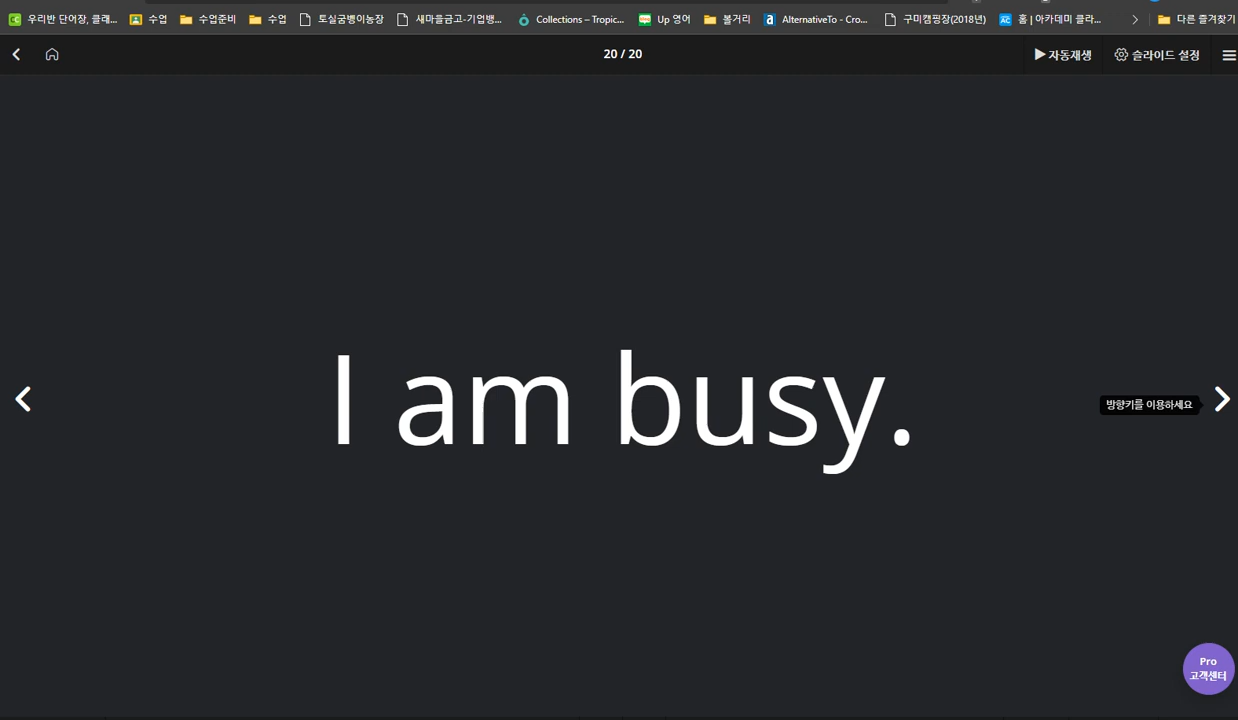 우리반 단어장, 클래...
수업
수업준비
수업
토실굼벵이농장
새마을금고-기업뱅...
Collections – Tropic...
Up 영어
볼거리
AlternativeTo - Cro...
구미캠핑장(2018년)
홈 | 아카데미 클라...
다른 즐겨찾기
20 / 20
자동재생
슬라이드 설정
I am busy.
방향키를 이용하세요
Pro
고객센터